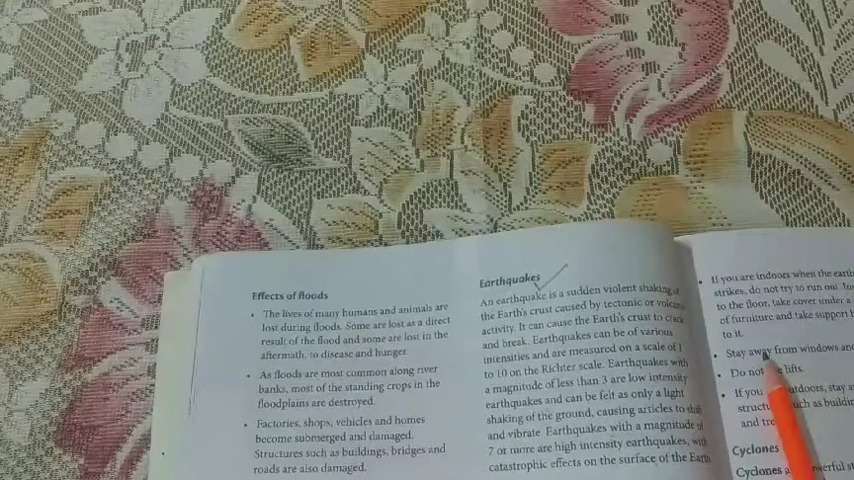 Effects of floods
• The lives of many humans and animals are
lost during floods. Some are lost as a direct
result of the flood and some are lost in the
aftermath, to disease and hunger.
• As floods are most common along river
banks, most of the standing crops in the
floodplains are destroyed.
• Factories, shops, vehicles and homes
become submerged and damaged.
Structures such as buildings, bridges and
roads are also damaged.
Earthquakes
An earthquake is a sudden violent shaking of
the Earth's crust caused by tectonic or volcanic
activity. It can cause the Earth's crust to crack
and break. Earthquakes can be of various
intensities and are measured on a scale of 1
to 10 on the Richter scale. Earthquakes with
a magnitude of less than 3 are low intensity
earthquakes and can be felt as only a light
shaking of the ground, causing articles to shift
and vibrate. Earthquakes with a magnitude of
7 or more are high intensity earthquakes, with
catastrophic effects on the surface of the Earth
• If you are indoors when the earth
strikes, do not try to run out.
to the floor, take cover under a
of furniture and take support
to it.
• Stay away from windows and
• Do not lifts.
• If you outdoors, stay
such as
and
Cyclones
Cyclones